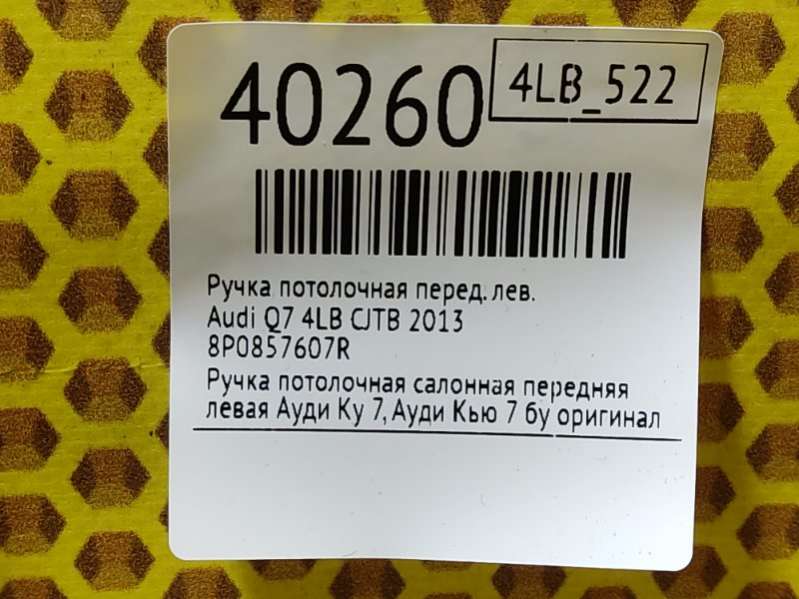 40260
4LB_522
Ручка потолочная перед. лев.
Audi Q7 4LB CJTB 2013
8P0857607R
Ручка потолочная салонная передняя
левая Ауди Ку 7, Ауди Кью 7 бу оригинал